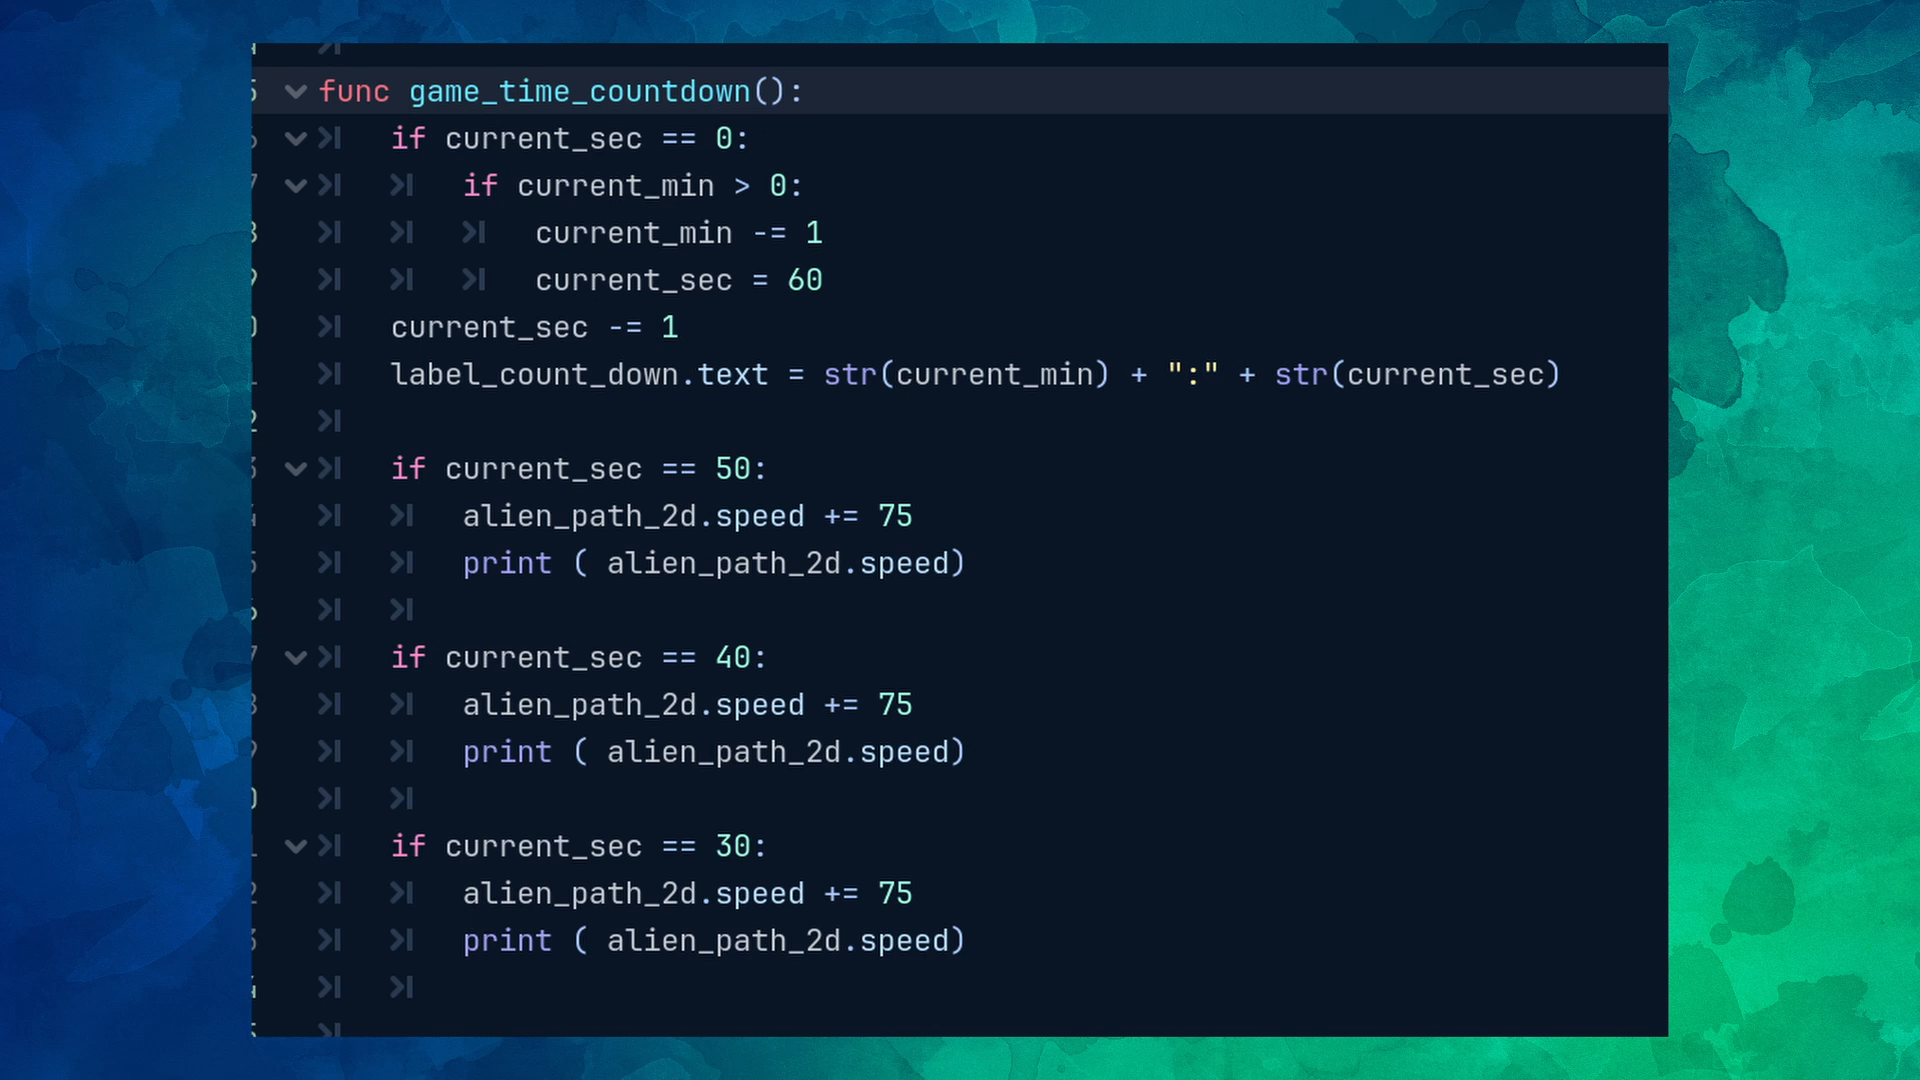 func game_time_countdown():
if current_sec == 0:
if current_min > 0:
current_min -= 1
current_sec = 60
current_sec -= 1
label_count_down.text = str(current_min) + ":" + str(current_sec)
if current_sec == 50:
alien_path_2d.speed += 75
print ( alien_path_2d.speed)
if current_sec == 40:
alien_path_2d.speed += 75
print ( alien_path_2d.speed)
if current_sec == 30:
alien_path_2d.speed += 75
print ( alien_path_2d.speed)